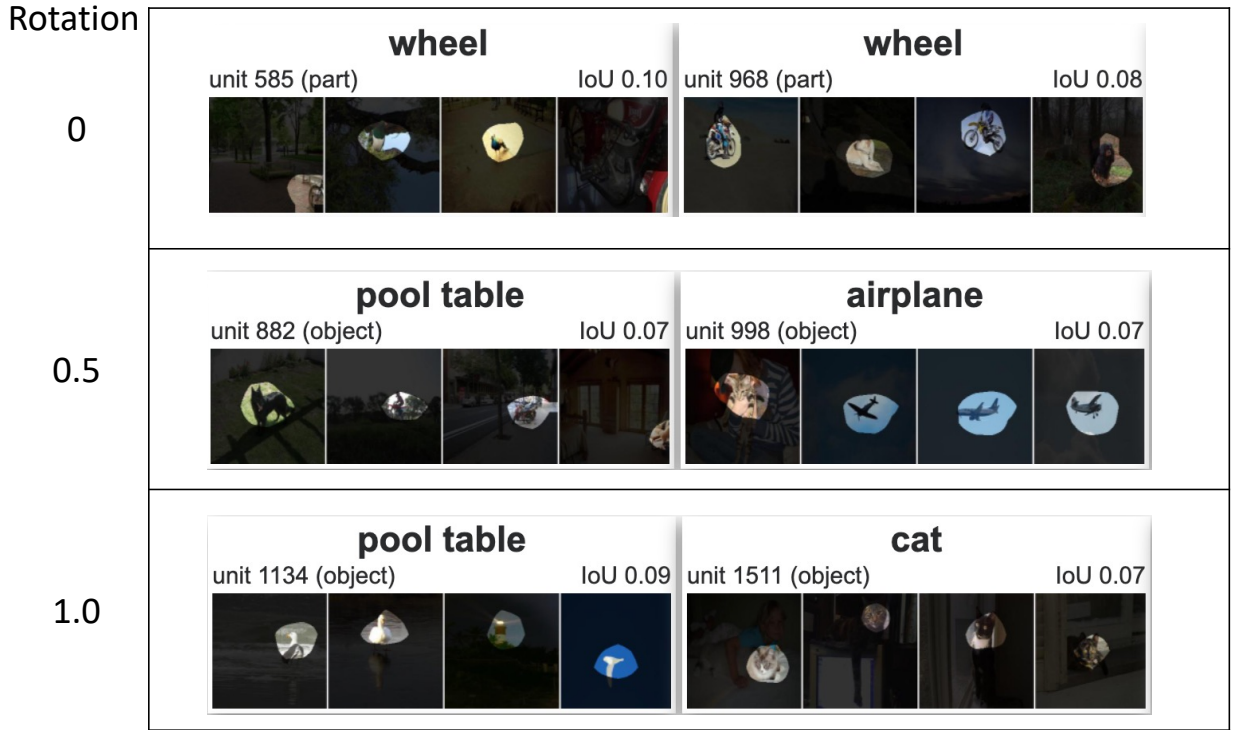 Rotation
0
wheel
unit 585 (part) IoU 0.10
wheel
unit 968 (part) IoU 0.08
0.5
pool table
unit 882 (object) IoU 0.07
airplane
unit 998 (object) IoU 0.07
1.0
pool table
unit 1134 (object) IoU 0.09
cat
unit 1511 (object) IoU 0.07